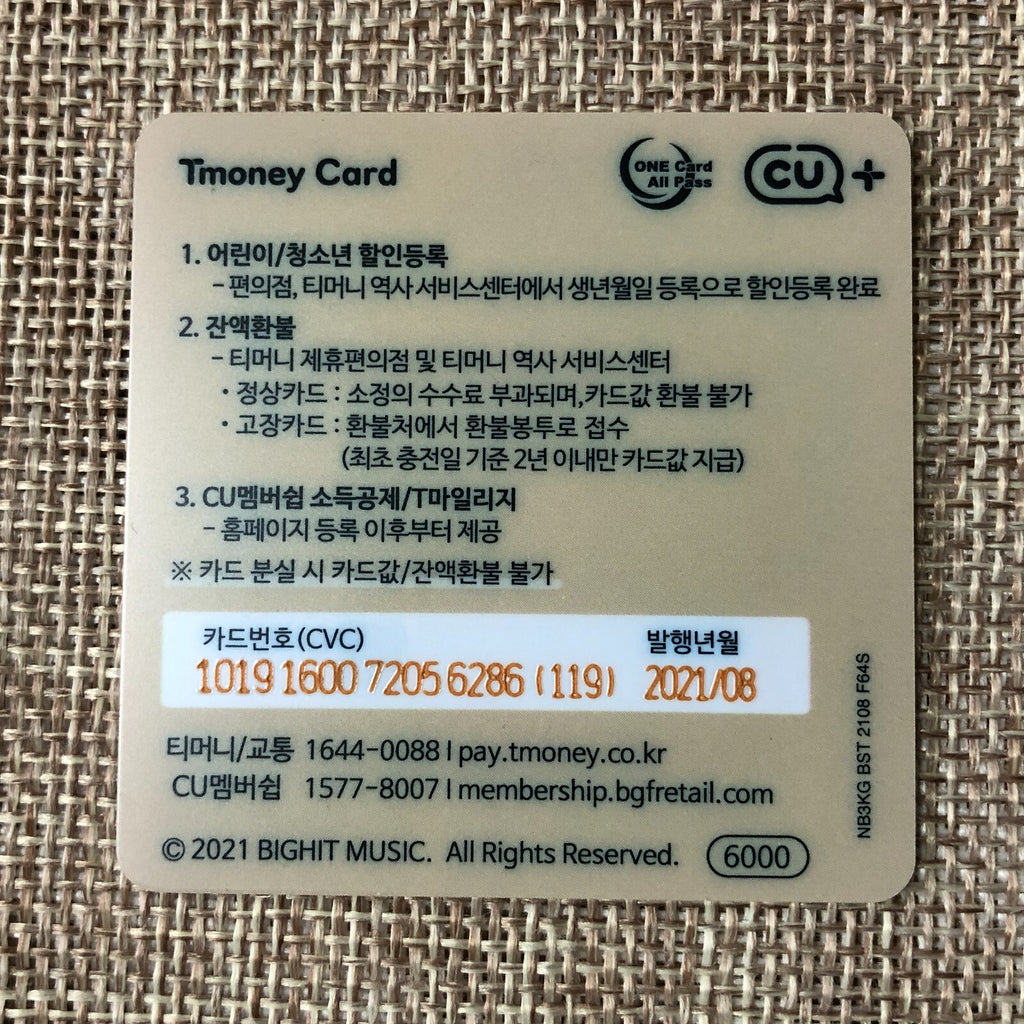 Tmoney Card
ONE Card
All Pass
CU+
1. 어린이/청소년 할인등록
– 편의점, 티머니 역사 서비스센터에서 생년월일 등록으로 할인등록 완료
2. 잔액환불
– 티머니 제휴편의점 및 티머니 역사 서비스센터
· 정상카드 : 소정의 수수료 부과되며,카드값 환불 불가
· 고장카드 : 환불처에서 환불봉투로 접수
(최초 충전일 기준 2년 이내만 카드값 지급)
3. CU멤버쉽 소득공제/T마일리지
– 홈페이지 등록 이후부터 제공
※ 카드 분실 시 카드값/잔액환불 불가
카드번호(CVC) 발행년월
1019 1600 7205 6286 (119) 2021/08
티머니/교통 1644-0088 | pay.tmoney.co.kr
CU멤버쉽 1577-8007 | membership.bgfretail.com
© 2021 BIGHIT MUSIC. All Rights Reserved. 6000
NB3KG BST 2108 F64S